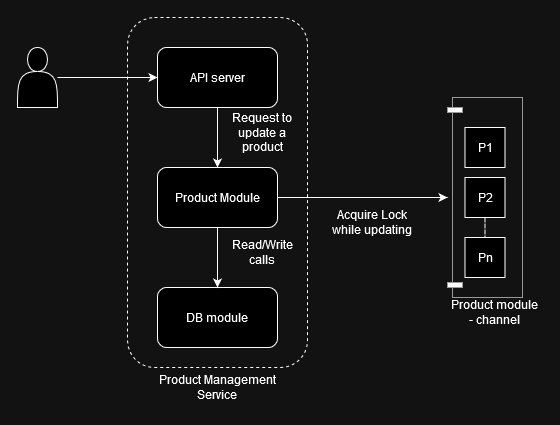 API server
Request to
update a
product
Product Module
Acquire Lock
while updating
P1
P2
Pn
Read/Write
calls
DB module
Product module
- channel
Product Management
Service